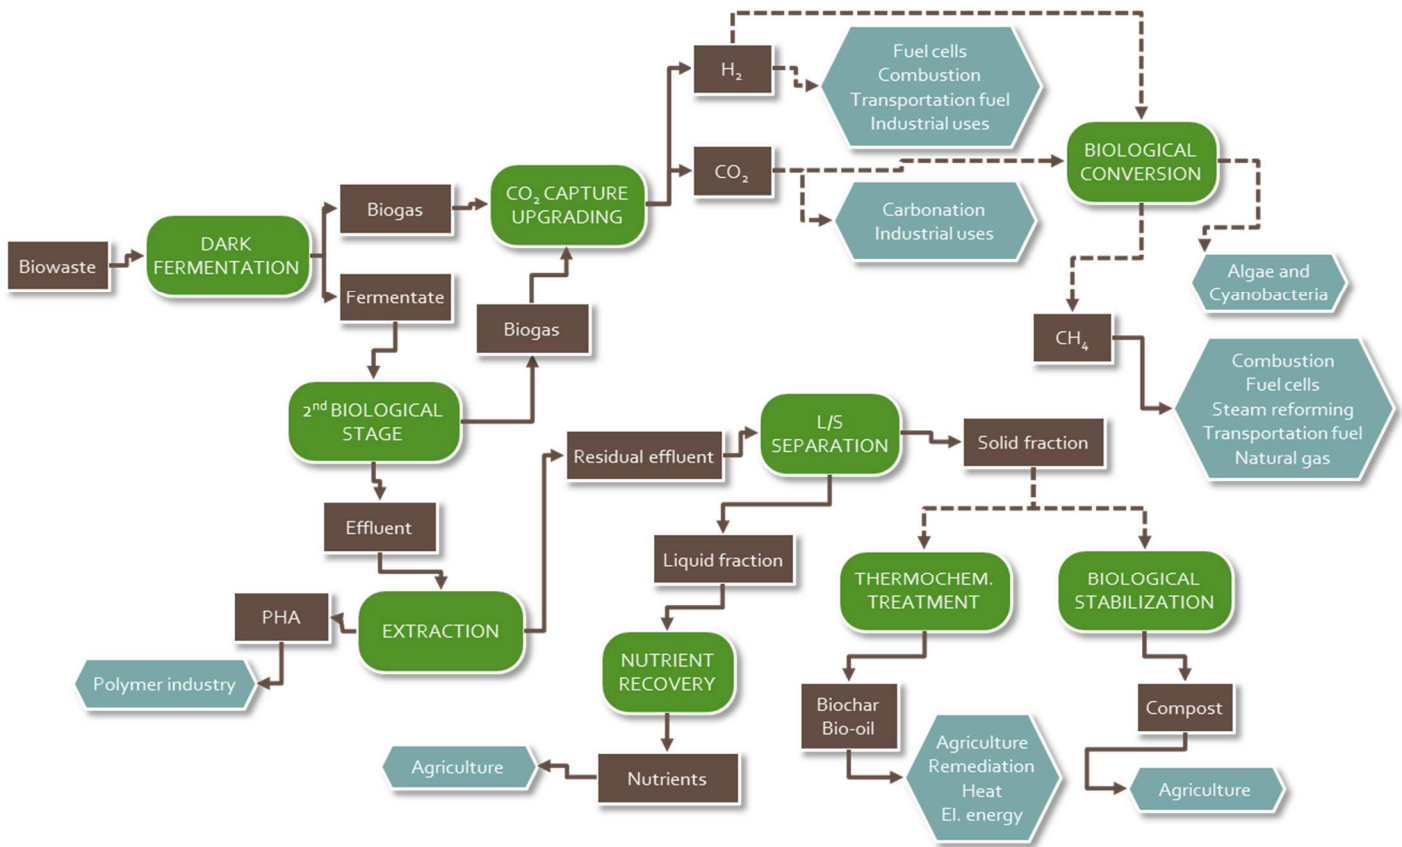 H₂
Fuel cells
Combustion
Transportation fuel
Industrial uses
BIOLOGICAL
CONVERSION
CO₂
CO₂ CAPTURE
UPGRADING
Biogas
Carbonation
Industrial uses
DARK
FERMENTATION
Biowaste
Fermentate
Biogas
Algae and
Cyanobacteria
CH₄
Combustion
Fuel cells
Steam reforming
Transportation fuel
Natural gas
2nd BIOLOGICAL
STAGE
L/S
SEPARATION
Residual effluent
Solid fraction
Effluent
Liquid fraction
THERMOCHEM.
TREATMENT
BIOLOGICAL
STABILIZATION
PHA
EXTRACTION
Polymer industry
NUTRIENT
RECOVERY
Biochar
Bio-oil
Compost
Agriculture
Nutrients
Agriculture
Remediation
Heat
El. energy
Agriculture